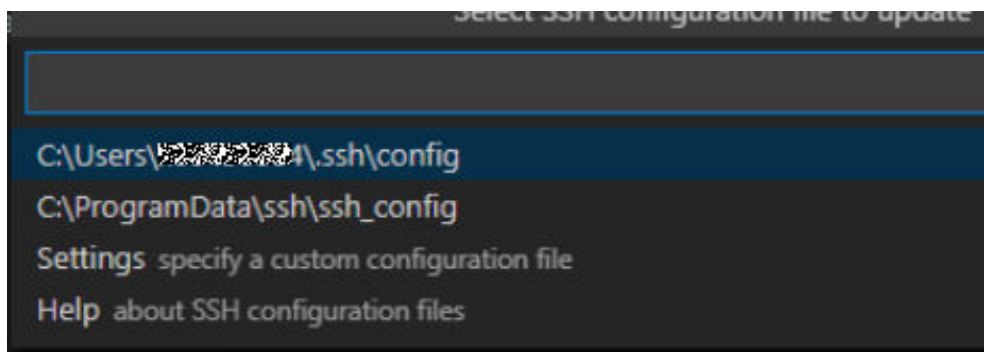 Select SSH configuration file to update
C:\Users\4\.ssh\config
C:\ProgramData\ssh\ssh_config
Settings specify a custom configuration file
Help about SSH configuration files